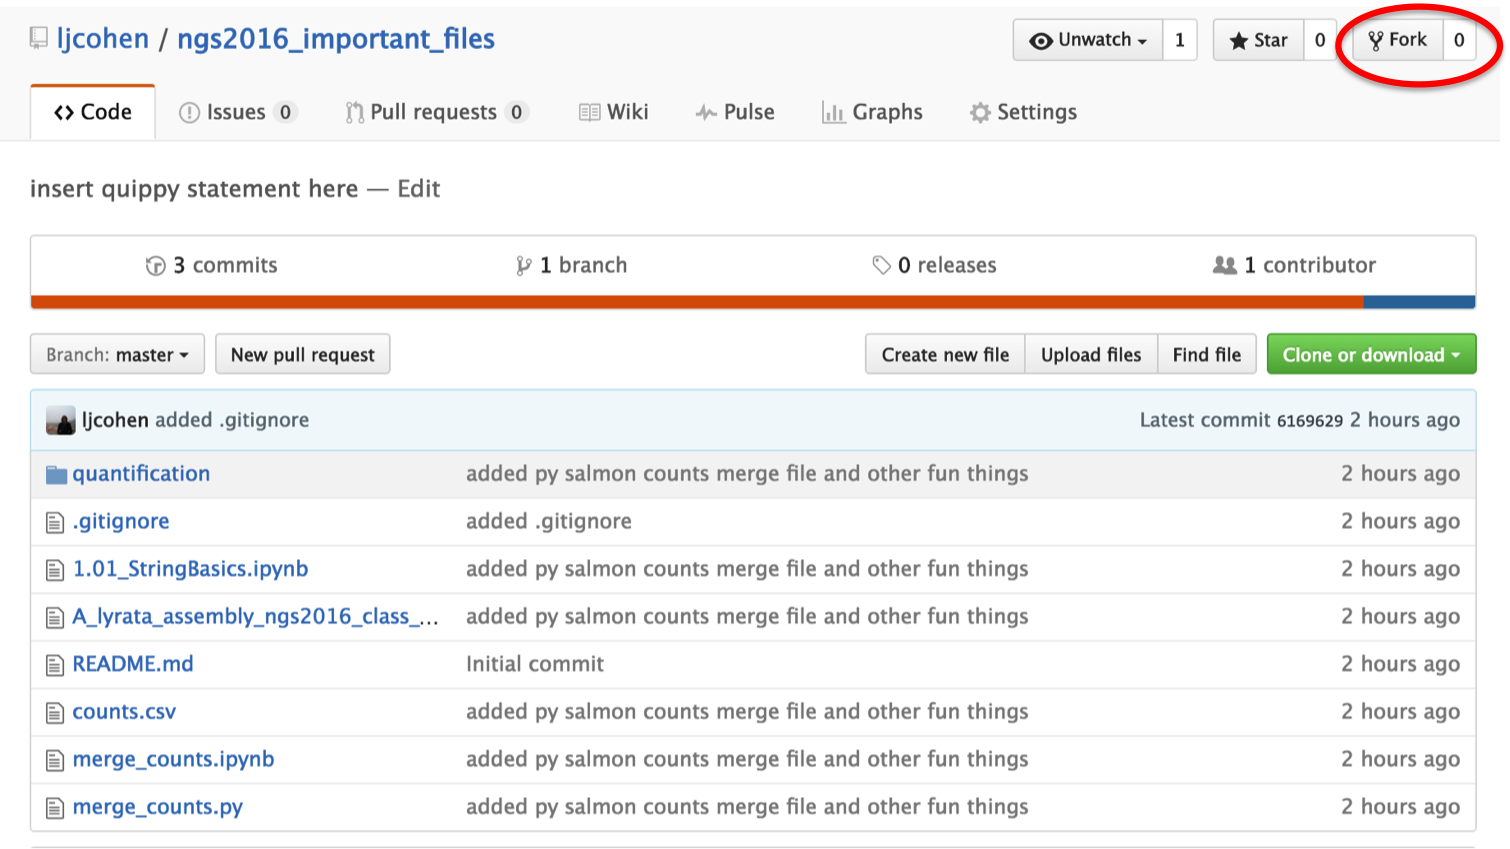 ljcohen / ngs2016_important_files Unwatch 1 Star 0 Fork 0
Code Issues 0 Pull requests 0 Wiki Pulse Graphs Settings
insert quippy statement here — Edit
3 commits 1 branch 0 releases 1 contributor
Branch: master New pull request Create new file Upload files Find file Clone or download
ljcohen added .gitignore Latest commit 6169629 2 hours ago
quantification added py salmon counts merge file and other fun things 2 hours ago
.gitignore added .gitignore 2 hours ago
1.01_StringBasics.ipynb added py salmon counts merge file and other fun things 2 hours ago
A_lyrata_assembly_ngs2016_class_... added py salmon counts merge file and other fun things 2 hours ago
README.md Initial commit 2 hours ago
counts.csv added py salmon counts merge file and other fun things 2 hours ago
merge_counts.ipynb added py salmon counts merge file and other fun things 2 hours ago
merge_counts.py added py salmon counts merge file and other fun things 2 hours ago